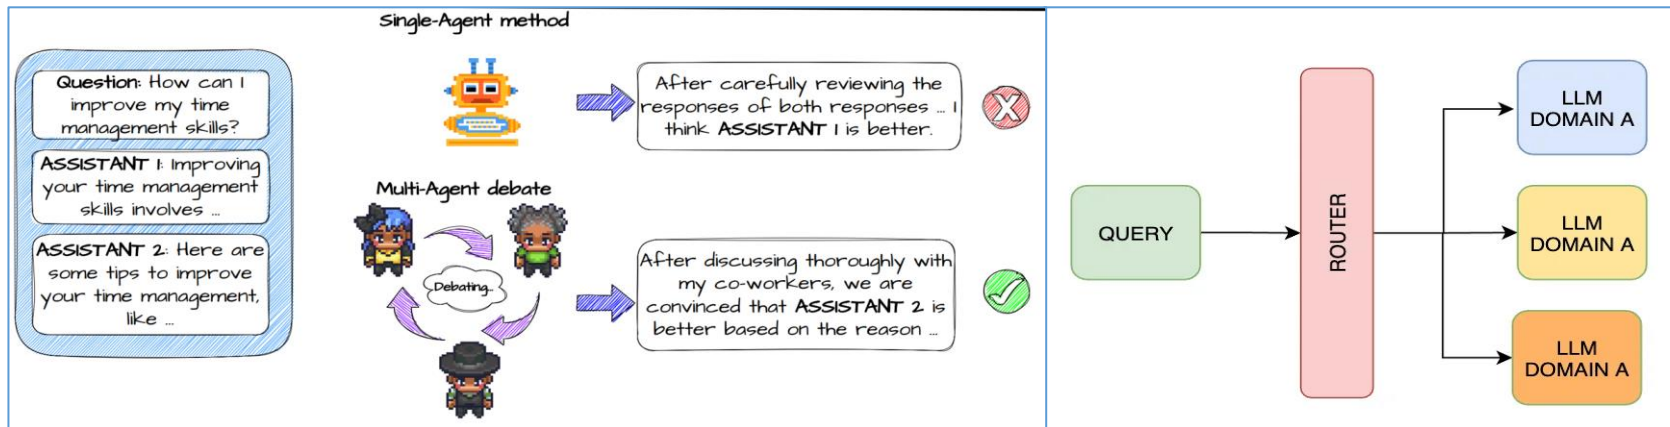 Single-Agent method
Question: How can I
improve my time
management skills?
ASSISTANT 1: Improving
your time management
skills involves ...
ASSISTANT 2: Here are
some tips to improve
your time management,
like ...
After carefully reviewing the
responses of both responses ... I
think ASSISTANT 1 is better.
Multi-Agent debate
Debating...
After discussing thoroughly with
my co-workers, we are
convinced that ASSISTANT 2 is
better based on the reason ...
QUERY
ROUTER
LLM
DOMAIN A
LLM
DOMAIN A
LLM
DOMAIN A